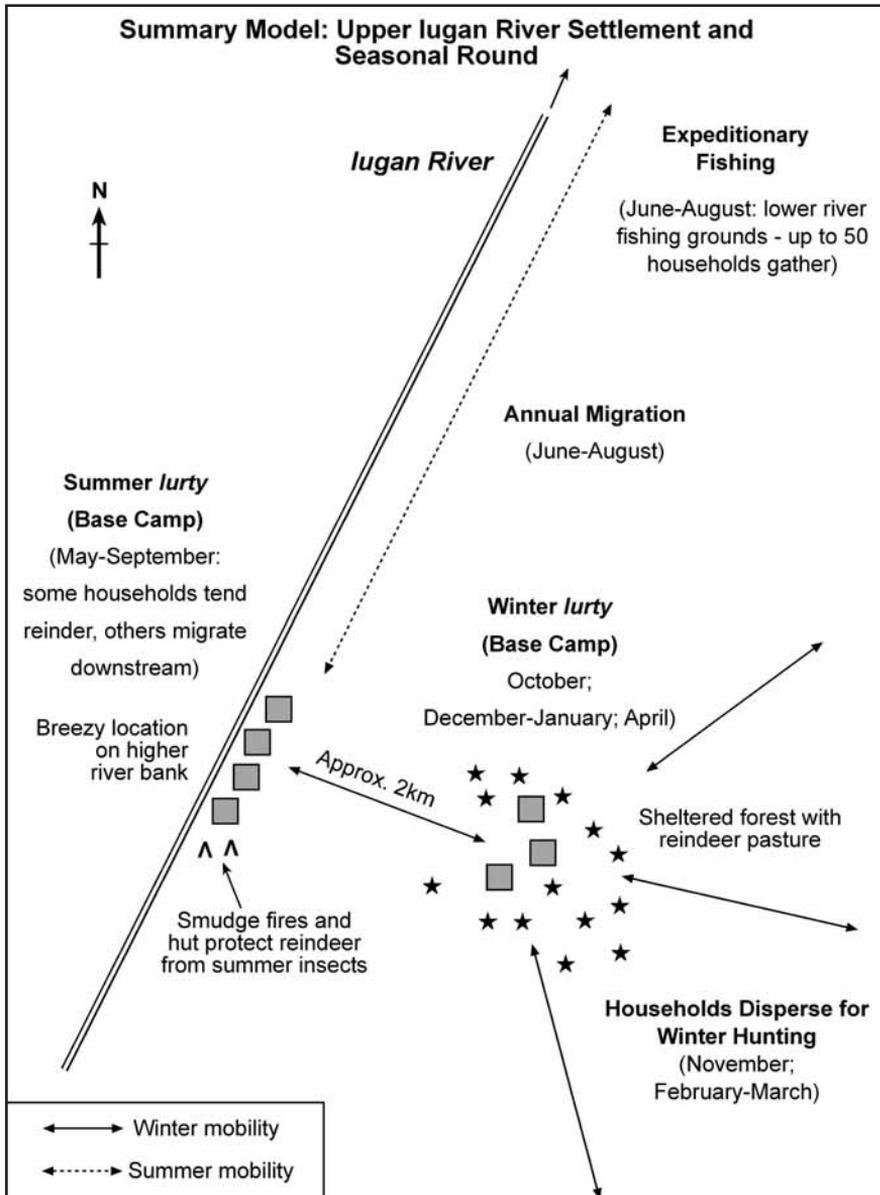 Summary Model: Upper Iugan River Settlement and
Seasonal Round
Iugan River
N
Expeditionary
Fishing
(June-August: lower river
fishing grounds - up to 50
households gather)
Annual Migration
(June-August)
Summer Iurty
(Base Camp)
(May-September:
some households tend
reinder, others migrate
downstream)
Breezy location
on higher
river bank
Winter Iurty
(Base Camp)
October;
December-January; April)
Approx. 2km
Sheltered forest with
reindeer pasture
Smudge fires and
hut protect reindeer
from summer insects
Households Disperse for
Winter Hunting
(November;
February-March)
Winter mobility
Summer mobility